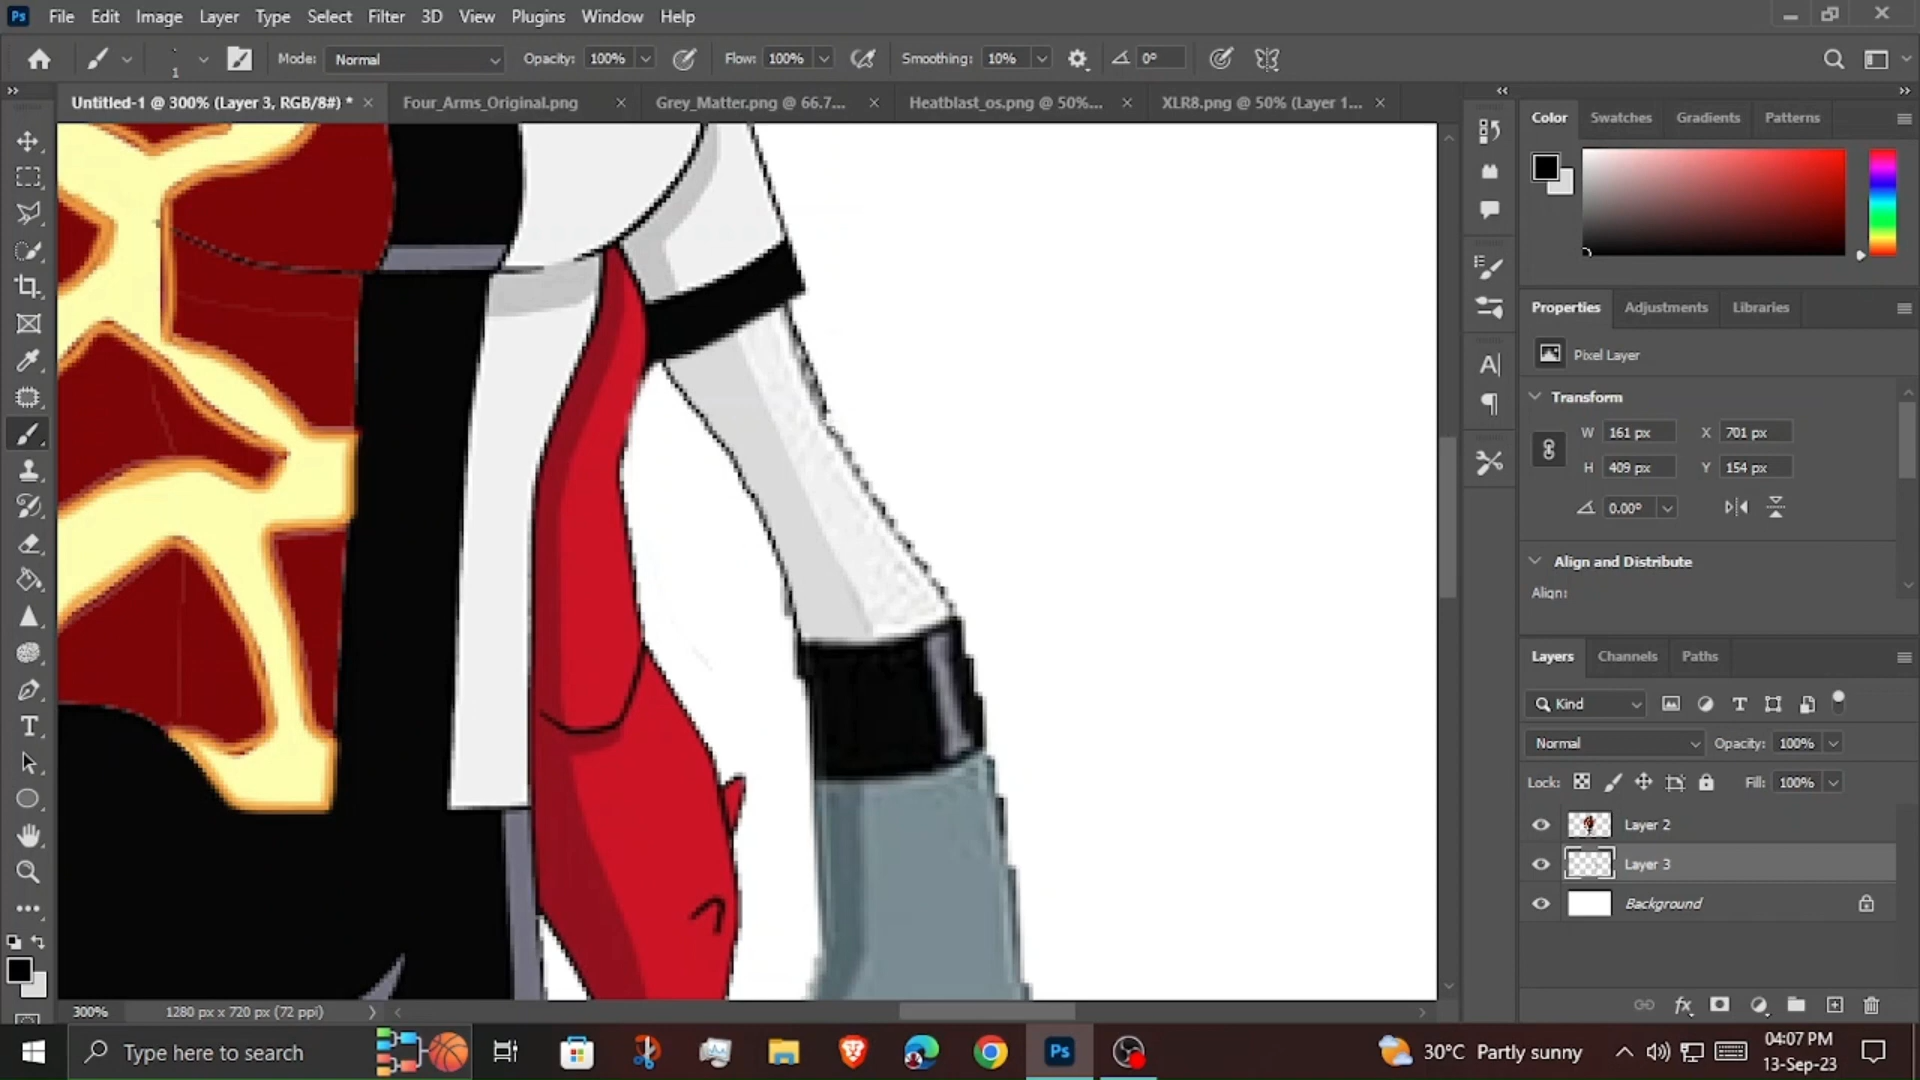 Ps File Edit Image Layer Type Select Filter 3D View Plugins Window Help
1 Mode: Normal Opacity: 100% Flow: 100% Smoothing: 10% 0°
Untitled-1 @ 300% (Layer 3, RGB/8#) * Four_Arms_Original.png Grey_Matter.png @ 66.7... Heatblast_os.png @ 50%... XLR8.png @ 50% (Layer 1...
Color Swatches Gradients Patterns
Properties Adjustments Libraries
Pixel Layer
Transform
W 161 px X 701 px
H 409 px Y 154 px
0.00°
Align and Distribute
Align:
Layers Channels Paths
Kind
Normal Opacity: 100%
Lock: Fill: 100%
Layer 2
Layer 3
Background
300% 1280 px x 720 px (72 ppi)
Type here to search
Ps
30°C Partly sunny
04:07 PM
13-Sep-23